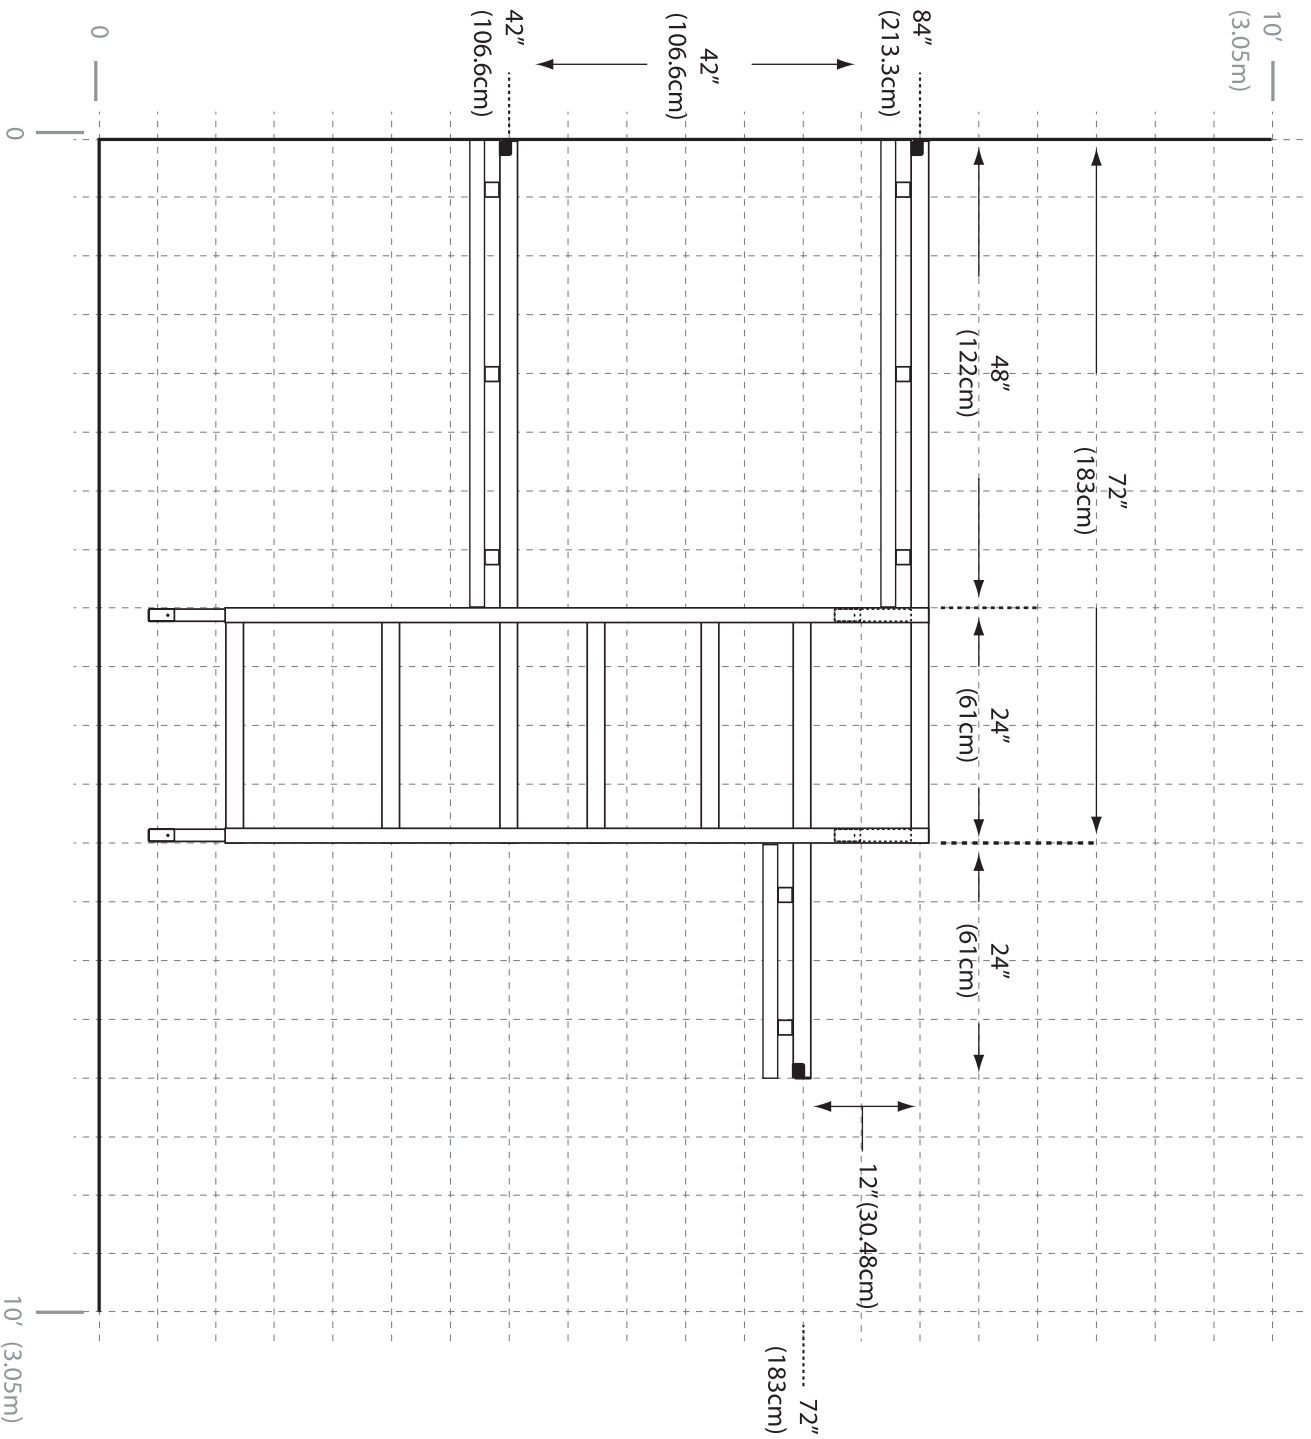 10′
(3.05m)
72″
(183cm)
48″
(122cm)
24″
(61cm)
24″
(61cm)
84″
(213.3cm)
12″ (30.48cm)
72″
(183cm)
42″
(106.6cm)
42″
(106.6cm)
0
0
10′ (3.05m)